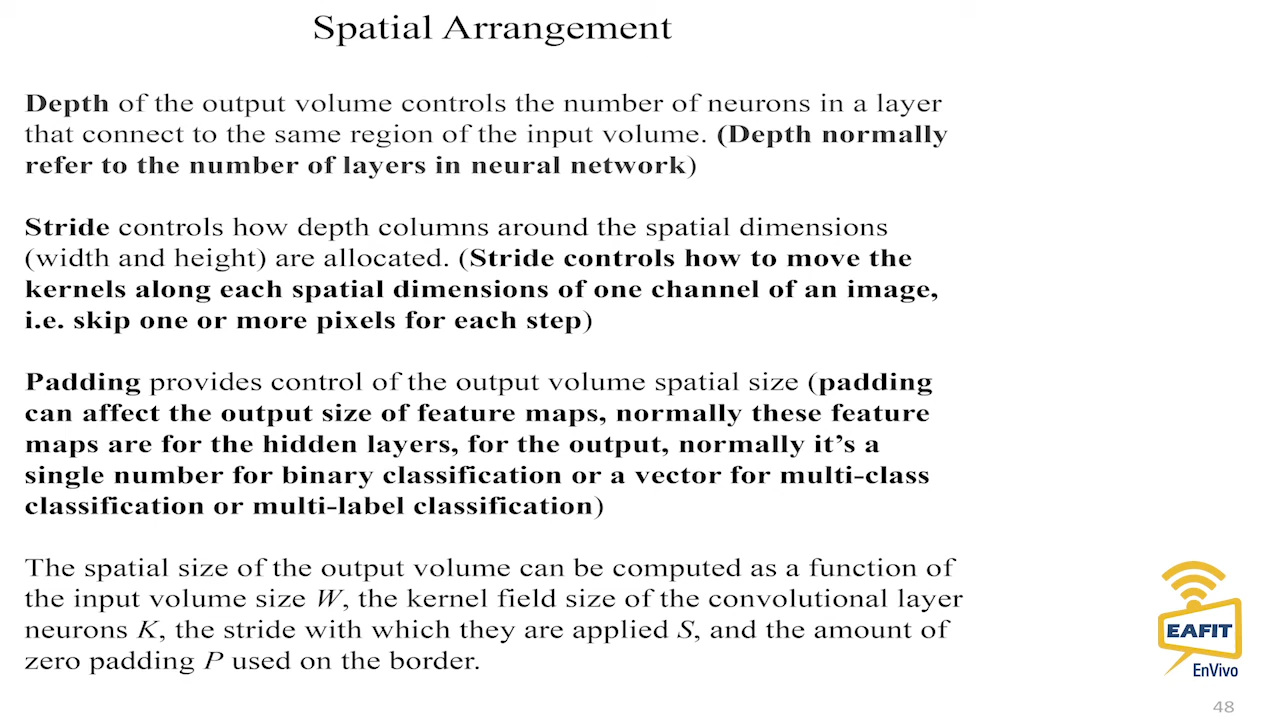 Spatial Arrangement
Depth of the output volume controls the number of neurons in a layer
that connect to the same region of the input volume. (Depth normally
refer to the number of layers in neural network)
Stride controls how depth columns around the spatial dimensions
(width and height) are allocated. (Stride controls how to move the
kernels along each spatial dimensions of one channel of an image,
i.e. skip one or more pixels for each step)
Padding provides control of the output volume spatial size (padding
can affect the output size of feature maps, normally these feature
maps are for the hidden layers, for the output, normally it’s a
single number for binary classification or a vector for multi-class
classification or multi-label classification)
The spatial size of the output volume can be computed as a function of
the input volume size W, the kernel field size of the convolutional layer
neurons K, the stride with which they are applied S, and the amount of
zero padding P used on the border.
EAFIT
EnVivo
48